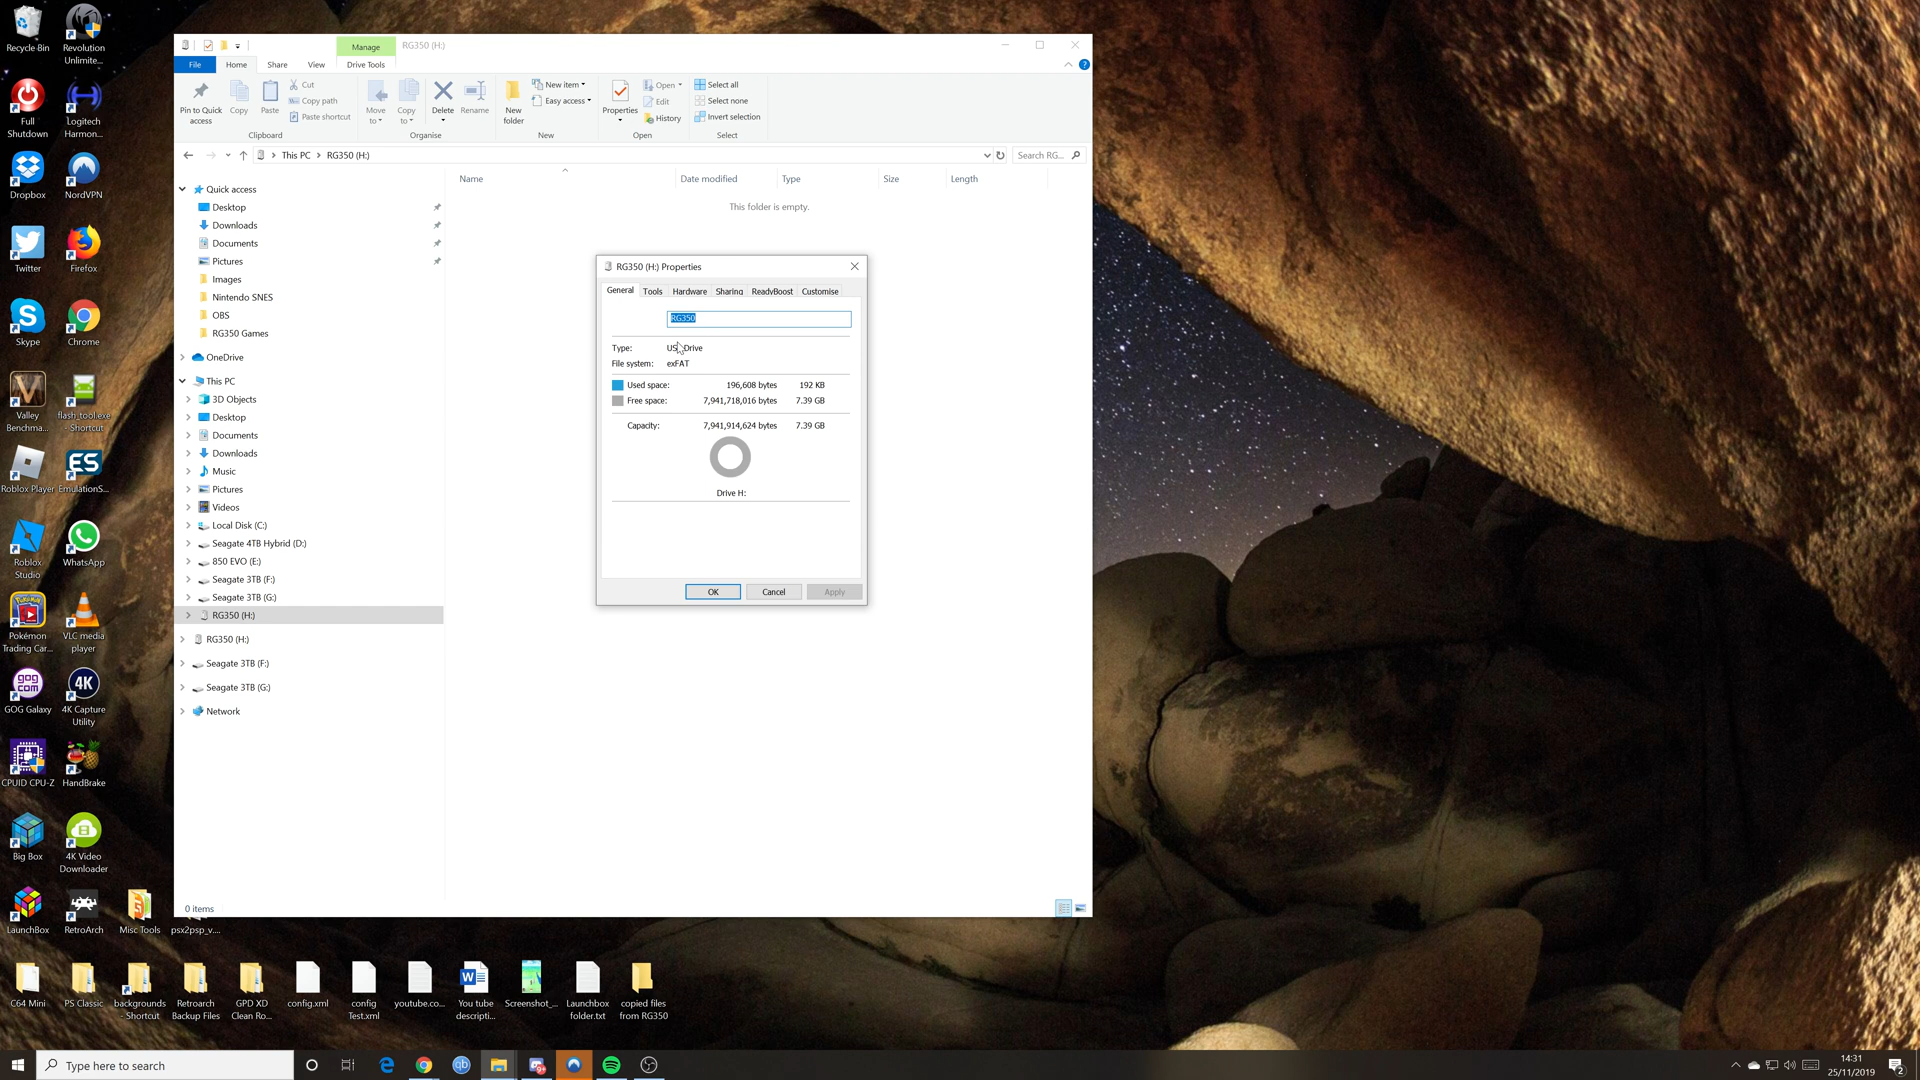 Recycle Bin
Revolution
Unlimite...
Full
Shutdown
Logitech
Harmon...
Dropbox
NordVPN
Twitter
Firefox
Skype
Chrome
Valley
Benchma...
flash_tool.exe
- Shortcut
Roblox Player
EmulationS...
Roblox
Studio
WhatsApp
Pokémon
Trading Car...
VLC media
player
GOG Galaxy
4K Capture
Utility
CPUID CPU-Z
HandBrake
Big Box
4K Video
Downloader
LaunchBox
RetroArch
Misc Tools
psx2psp_v....
C64 Mini
PS Classic
backgrounds
- Shortcut
Retroarch
Backup Files
GPD XD
Clean Ro...
config.xml
config
Test.xml
youtube.co...
You tube
descripti...
Screenshot_...
Launchbox
folder.txt
copied files
from RG350
Manage
RG350 (H:)
File
Home
Share
View
Drive Tools
Pin to Quick
access
Copy
Paste
Cut
Copy path
Paste shortcut
Clipboard
Move
to
Copy
to
Delete
Rename
Organise
New
folder
New item
Easy access
New
Properties
Open
Edit
History
Open
Select all
Select none
Invert selection
Select
This PC > RG350 (H:)
Search RG...
Name
Date modified
Type
Size
Length
This folder is empty.
Quick access
Desktop
Downloads
Documents
Pictures
Images
Nintendo SNES
OBS
RG350 Games
OneDrive
This PC
3D Objects
Desktop
Documents
Downloads
Music
Pictures
Videos
Local Disk (C:)
Seagate 4TB Hybrid (D:)
850 EVO (E:)
Seagate 3TB (F:)
Seagate 3TB (G:)
RG350 (H:)
RG350 (H:)
Seagate 3TB (F:)
Seagate 3TB (G:)
Network
0 items
RG350 (H:) Properties
General
Tools
Hardware
Sharing
ReadyBoost
Customise
RG350
Type:
Drive
File system:
exFAT
Used space:
196,608 bytes
192 KB
Free space:
7,941,718,016 bytes
7.39 GB
Capacity:
7,941,914,624 bytes
7.39 GB
Drive H:
OK
Cancel
Apply
Type here to search
14:31
25/11/2019